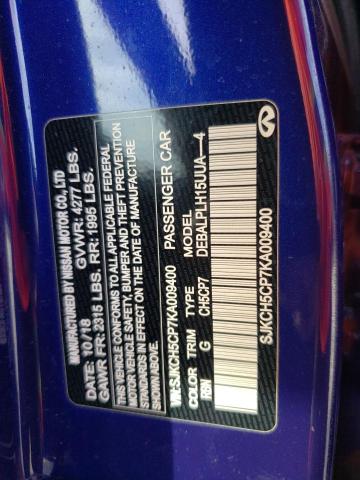 MANUFACTURED BY NISSAN MOTOR CO., LTD
DATE: 10 / 18 GVWR: 4277 LBS.
GAWR FR: 2315 LBS. RR: 1995 LBS.
THIS VEHICLE CONFORMS TO ALL APPLICABLE FEDERAL
MOTOR VEHICLE SAFETY, BUMPER AND THEFT PREVENTION
STANDARDS IN EFFECT ON THE DATE OF MANUFACTURE
SHOWN ABOVE.
VIN: SJKCH5CP7KA009400 PASSENGER CAR
COLOR TRIM TYPE MODEL
RBN G CH5CP7 DEBALPLH15UUA--4
SJKCH5CP7KA009400